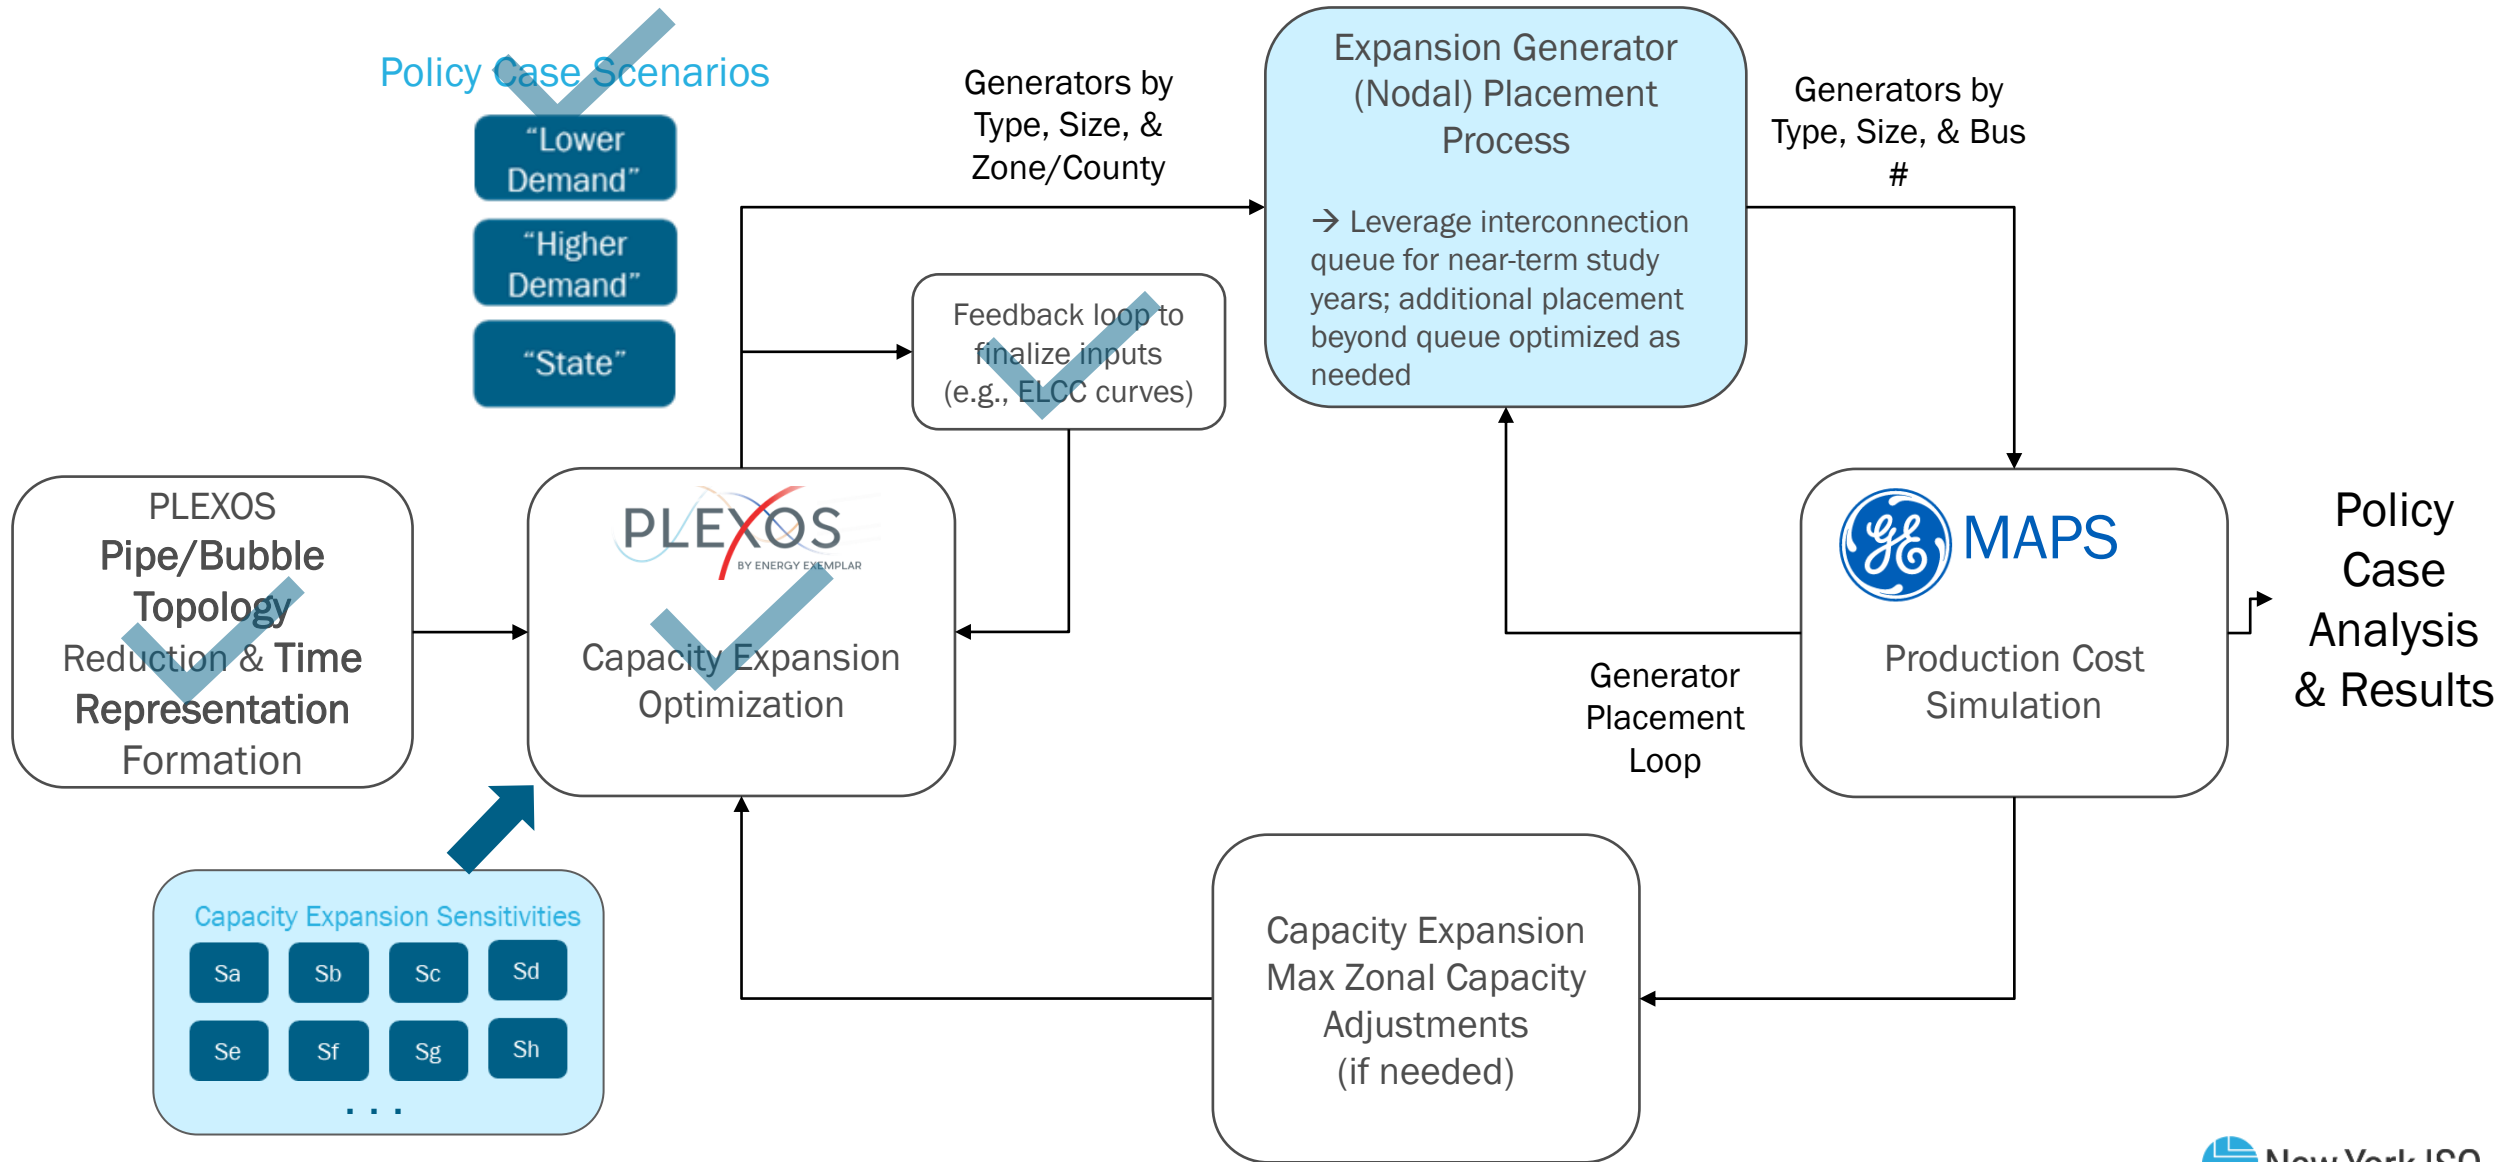 Policy Case Scenarios
“Lower
Demand”
“Higher
Demand”
“State”
Generators by
Type, Size, &
Zone/County
Expansion Generator
(Nodal) Placement
Process
→ Leverage interconnection
queue for near-term study
years; additional placement
beyond queue optimized as
needed
Generators by
Type, Size, & Bus
#
Feedback loop to
finalize inputs
(e.g., ELCC curves)
PLEXOS
Pipe/Bubble
Topology
Reduction & Time
Representation
Formation
PLEXOS
BY ENERGY EXEMPLAR
Capacity Expansion
Optimization
GE
MAPS
Production Cost
Simulation
Policy
Case
Analysis
& Results
Generator
Placement
Loop
Capacity Expansion
Max Zonal Capacity
Adjustments
(if needed)
Capacity Expansion Sensitivities
Sa Sb Sc Sd
Se Sf Sg Sh
. . .
New York ISO